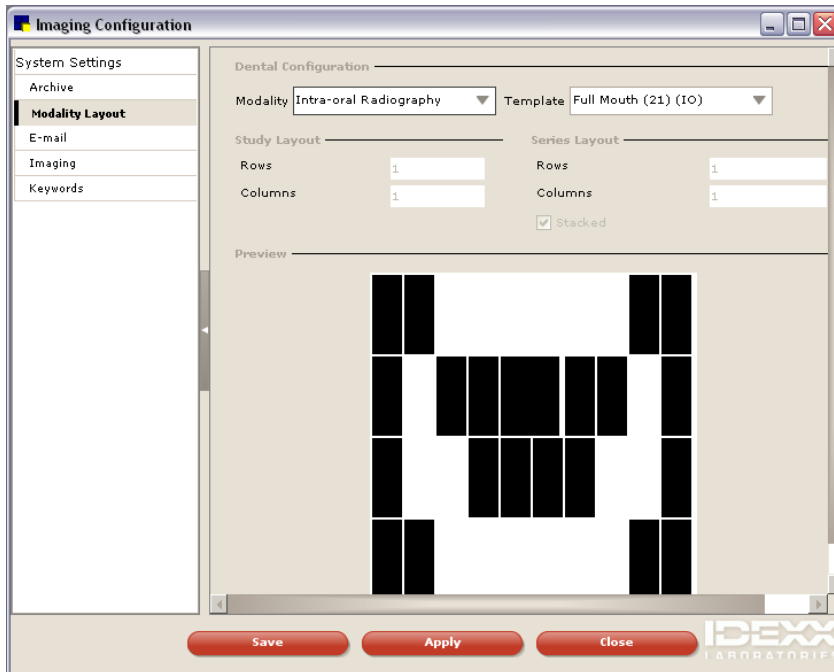 Imaging Configuration
System Settings
Archive
Modality Layout
E-mail
Imaging
Keywords
Dental Configuration
Modality Intra-oral Radiography Template Full Mouth (21) (IO)
Study Layout Series Layout
Rows 1 Rows 1
Columns 1 Columns 1
Stacked
Preview
Save Apply Close
IDEXX
LABORATORIES